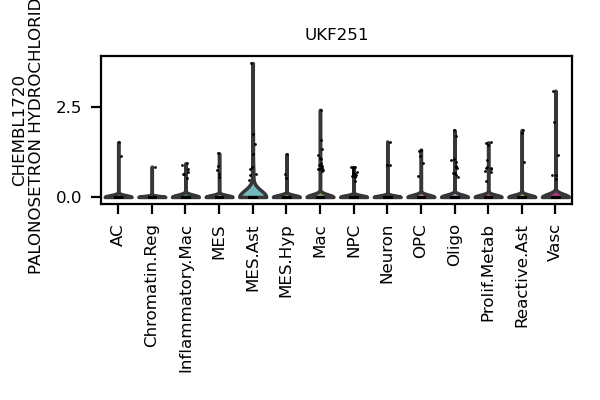 UKF251
CHEMBL1720
PALONOSETRON HYDROCHLORID
2.5
0.0
AC
Chromatin.Reg
Inflammatory.Mac
MES
MES.Ast
MES.Hyp
Mac
NPC
Neuron
OPC
Oligo
Prolif.Metab
Reactive.Ast
Vasc